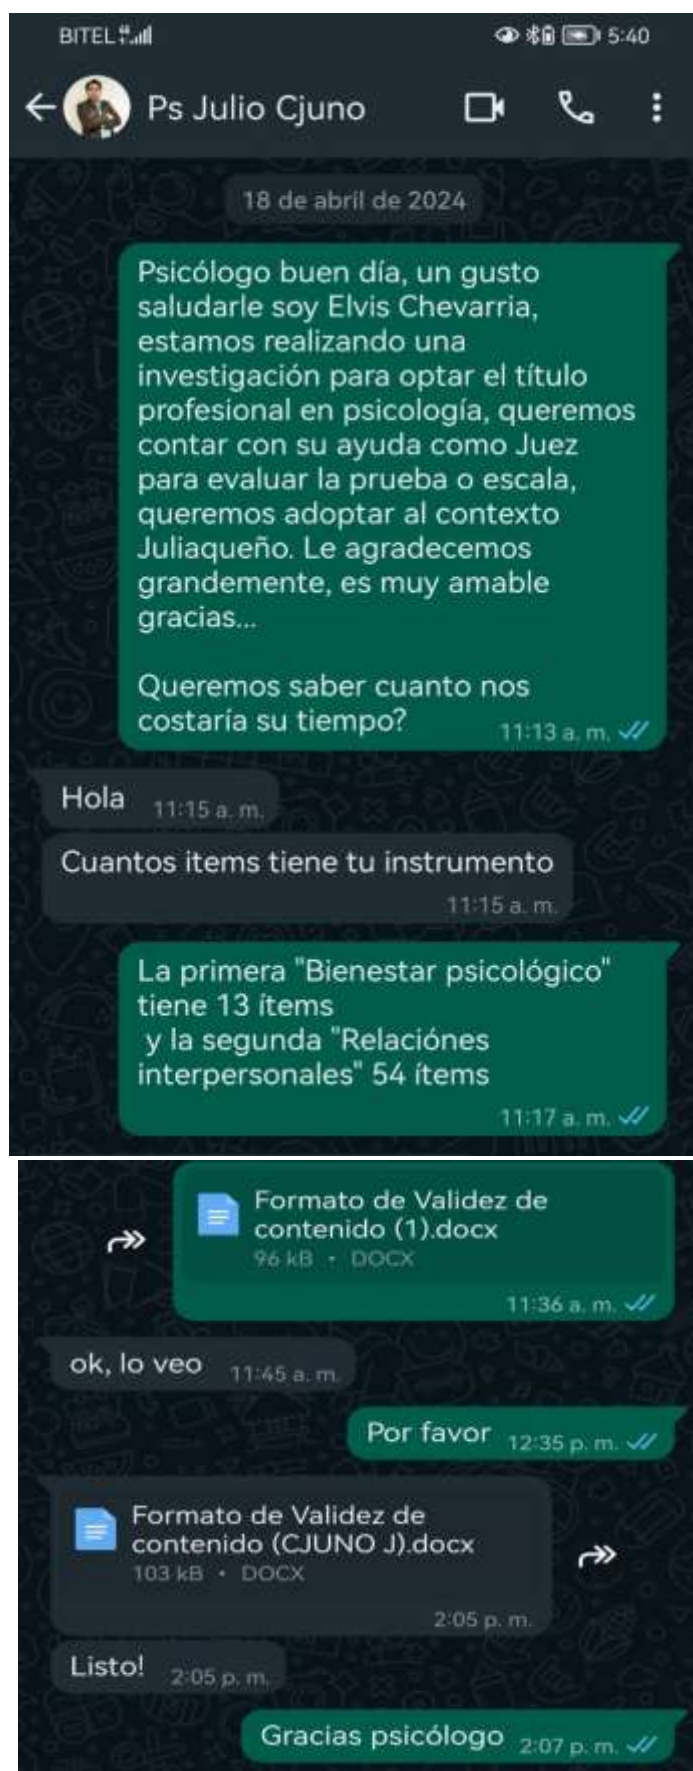 BITEL
5:40
Ps Julio Cjuno
18 de abril de 2024
Psicólogo buen día, un gusto
saludarle soy Elvis Chevarria,
estamos realizando una
investigación para optar el título
profesional en psicología, queremos
contar con su ayuda como Juez
para evaluar la prueba o escala,
queremos adoptar al contexto
Juliaqueño. Le agradecemos
grandemente, es muy amable
gracias...
Queremos saber cuanto nos
costaría su tiempo?
11:13 a. m.
Hola
11:15 a. m.
Cuantos items tiene tu instrumento
11:15 a. m.
La primera "Bienestar psicológico"
tiene 13 ítems
y la segunda "Relaciónes
interpersonales" 54 ítems
11:17 a. m.
Formato de Validez de
contenido (1).docx
96 kB • DOCX
11:36 a. m.
ok, lo veo
11:45 a. m.
Por favor
12:35 p. m.
Formato de Validez de
contenido (CJUNO J).docx
103 kB • DOCX
2:05 p. m.
Listo!
2:05 p. m.
Gracias psicólogo
2:07 p. m.